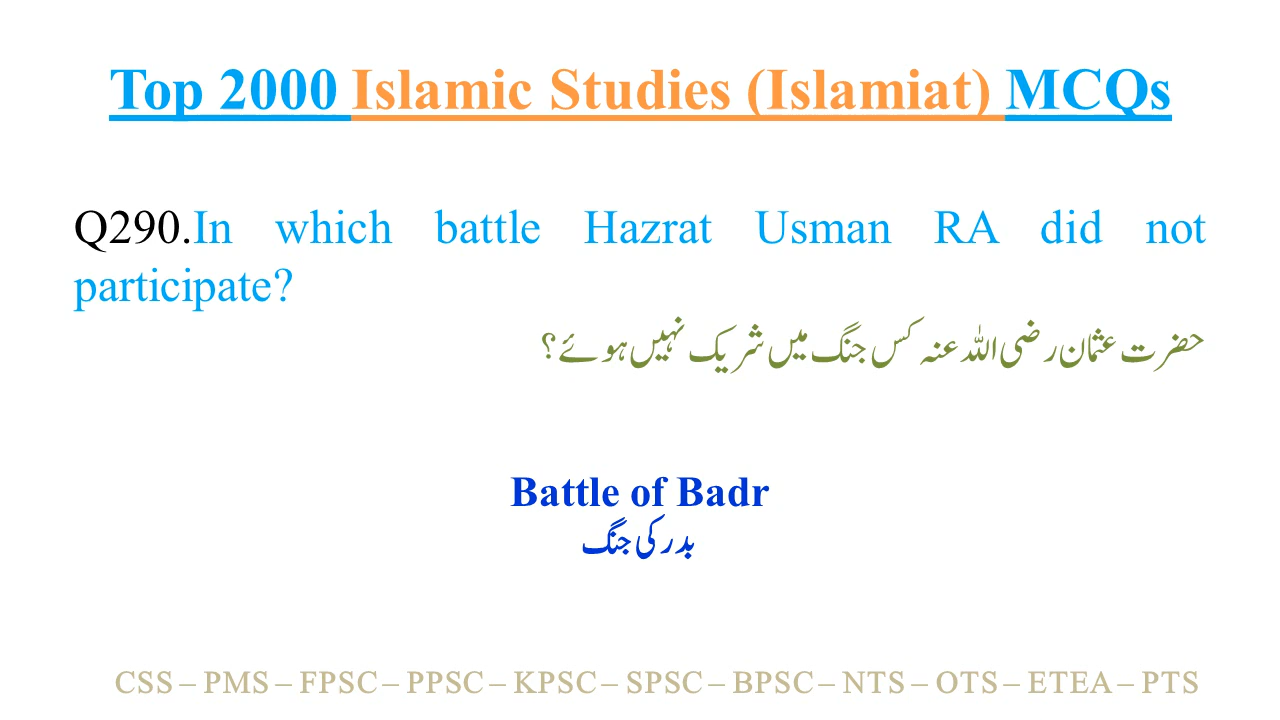 Top 2000 Islamic Studies (Islamiat) MCQs
Q290.In which battle Hazrat Usman RA did not
participate?
حضرت عثمان رضی اللہ عنہ کس جنگ میں شریک نہیں ہوئے؟
Battle of Badr
بدر کی جنگ
CSS – PMS – FPSC – PPSC – KPSC – SPSC – BPSC – NTS – OTS – ETEA – PTS